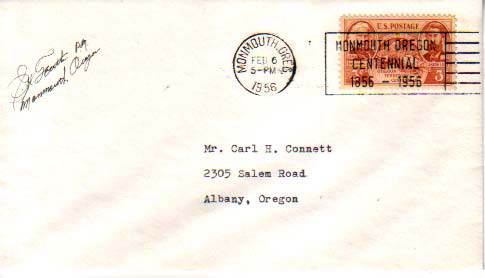 Monmouth, Oregon
MONMOUTH, OREG.
FEB 6
5-PM
1956
U.S. POSTAGE
MONMOUTH OREGON
CENTENNIAL
1856 - 1956
3
Mr. Carl H. Connett
2305 Salem Road
Albany, Oregon